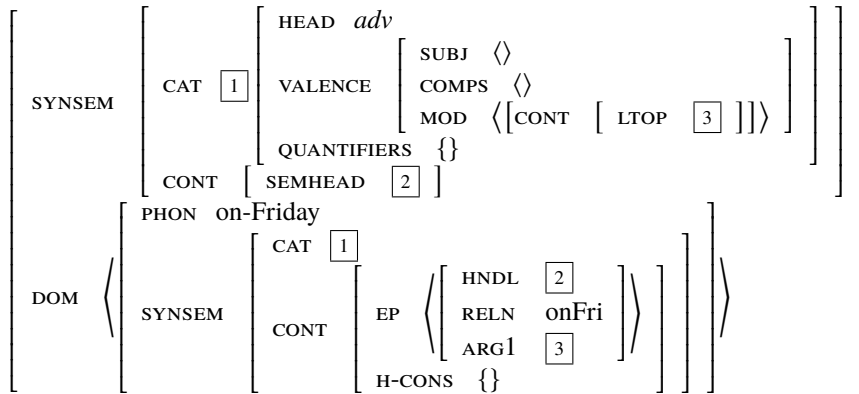 HEAD adv
SUBJ ⟨⟩
CAT 1 VALENCE COMPS ⟨⟩
SYNSEM MOD ⟨[CONT [ LTOP 3 ]]⟩
QUANTIFIERS {}
CONT [ SEMHEAD 2 ]
PHON on-Friday
CAT 1
HNDL 2
DOM ⟨ SYNSEM CONT EP ⟨ RELN onFri ⟩ ⟩
ARG1 3
H-CONS {}